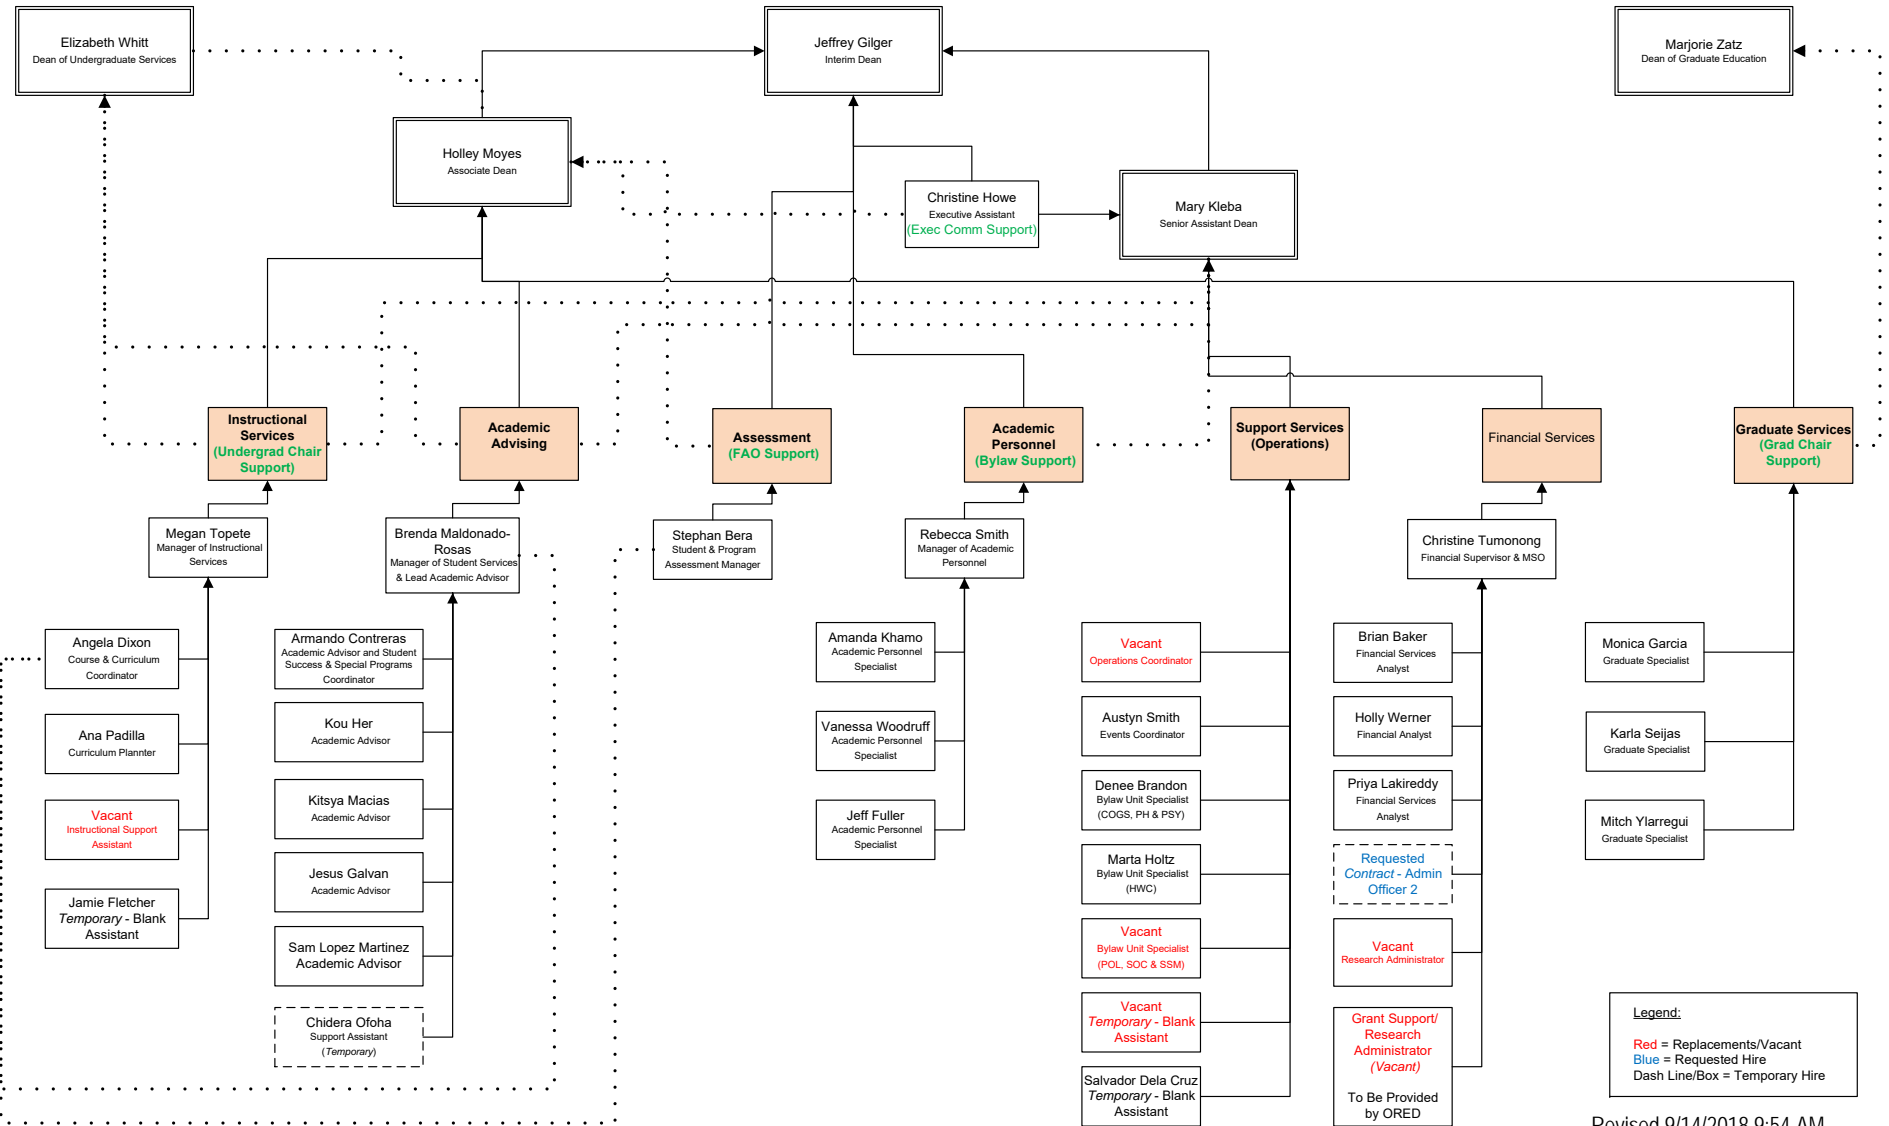 Elizabeth Whitt
Dean of Undergraduate Services
Jeffrey Gilger
Interim Dean
Marjorie Zatz
Dean of Graduate Education
Holley Moyes
Associate Dean
Christine Howe
Executive Assistant
(Exec Comm Support)
Mary Kleba
Senior Assistant Dean
Instructional
Services
(Undergrad Chair
Support)
Academic
Advising
Assessment
(FAO Support)
Academic
Personnel
(Bylaw Support)
Support Services
(Operations)
Financial Services
Graduate Services
(Grad Chair
Support)
Megan Topete
Manager of Instructional
Services
Brenda Maldonado-
Rosas
Manager of Student Services
& Lead Academic Advisor
Stephan Bera
Student & Program
Assessment Manager
Rebecca Smith
Manager of Academic
Personnel
Christine Tumonong
Financial Supervisor & MSO
Angela Dixon
Course & Curriculum
Coordinator
Ana Padilla
Curriculum Plannter
Vacant
Instructional Support
Assistant
Jamie Fletcher
Temporary - Blank
Assistant
Armando Contreras
Academic Advisor and Student
Success & Special Programs
Coordinator
Kou Her
Academic Advisor
Kitsya Macias
Academic Advisor
Jesus Galvan
Academic Advisor
Sam Lopez Martinez
Academic Advisor
Chidera Ofoha
Support Assistant
(Temporary)
Amanda Khamo
Academic Personnel
Specialist
Vanessa Woodruff
Academic Personnel
Specialist
Jeff Fuller
Academic Personnel
Specialist
Vacant
Operations Coordinator
Austyn Smith
Events Coordinator
Denee Brandon
Bylaw Unit Specialist
(COGS, PH & PSY)
Marta Holtz
Bylaw Unit Specialist
(HWC)
Vacant
Bylaw Unit Specialist
(POL, SOC & SSM)
Vacant
Temporary - Blank
Assistant
Salvador Dela Cruz
Temporary - Blank
Assistant
Brian Baker
Financial Services
Analyst
Holly Werner
Financial Analyst
Priya Lakireddy
Financial Services
Analyst
Requested
Contract - Admin
Officer 2
Vacant
Research Administrator
Grant Support/
Research
Administrator
(Vacant)
To Be Provided
by ORED
Monica Garcia
Graduate Specialist
Karla Seijas
Graduate Specialist
Mitch Ylarregui
Graduate Specialist
Legend:
Red = Replacements/Vacant
Blue = Requested Hire
Dash Line/Box = Temporary Hire
Revised 9/14/2018 9:54 AM